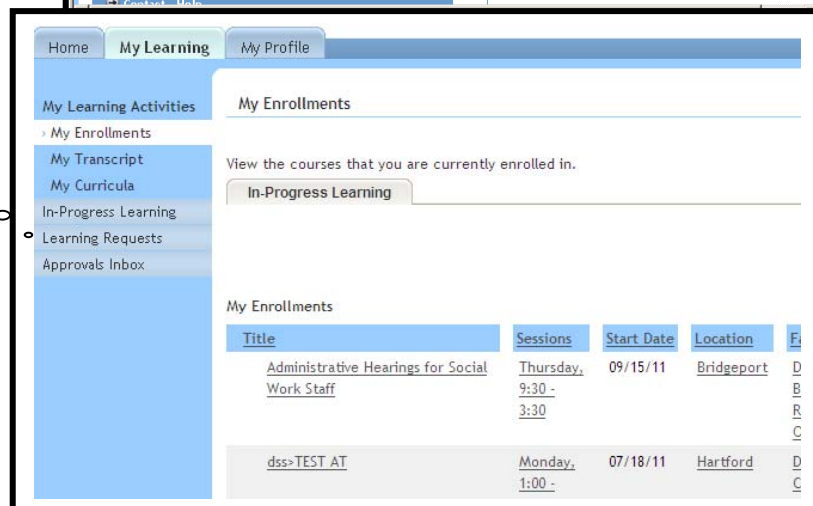 Contact Help
Home My Learning My Profile
My Learning Activities
› My Enrollments
My Transcript
My Curricula
In-Progress Learning
Learning Requests
Approvals Inbox
My Enrollments
View the courses that you are currently enrolled in.
In-Progress Learning
My Enrollments
Title Sessions Start Date Location
Administrative Hearings for Social Thursday, 09/15/11 Bridgeport
Work Staff 9:30 -
3:30
dss>TEST AT Monday, 07/18/11 Hartford
1:00 -